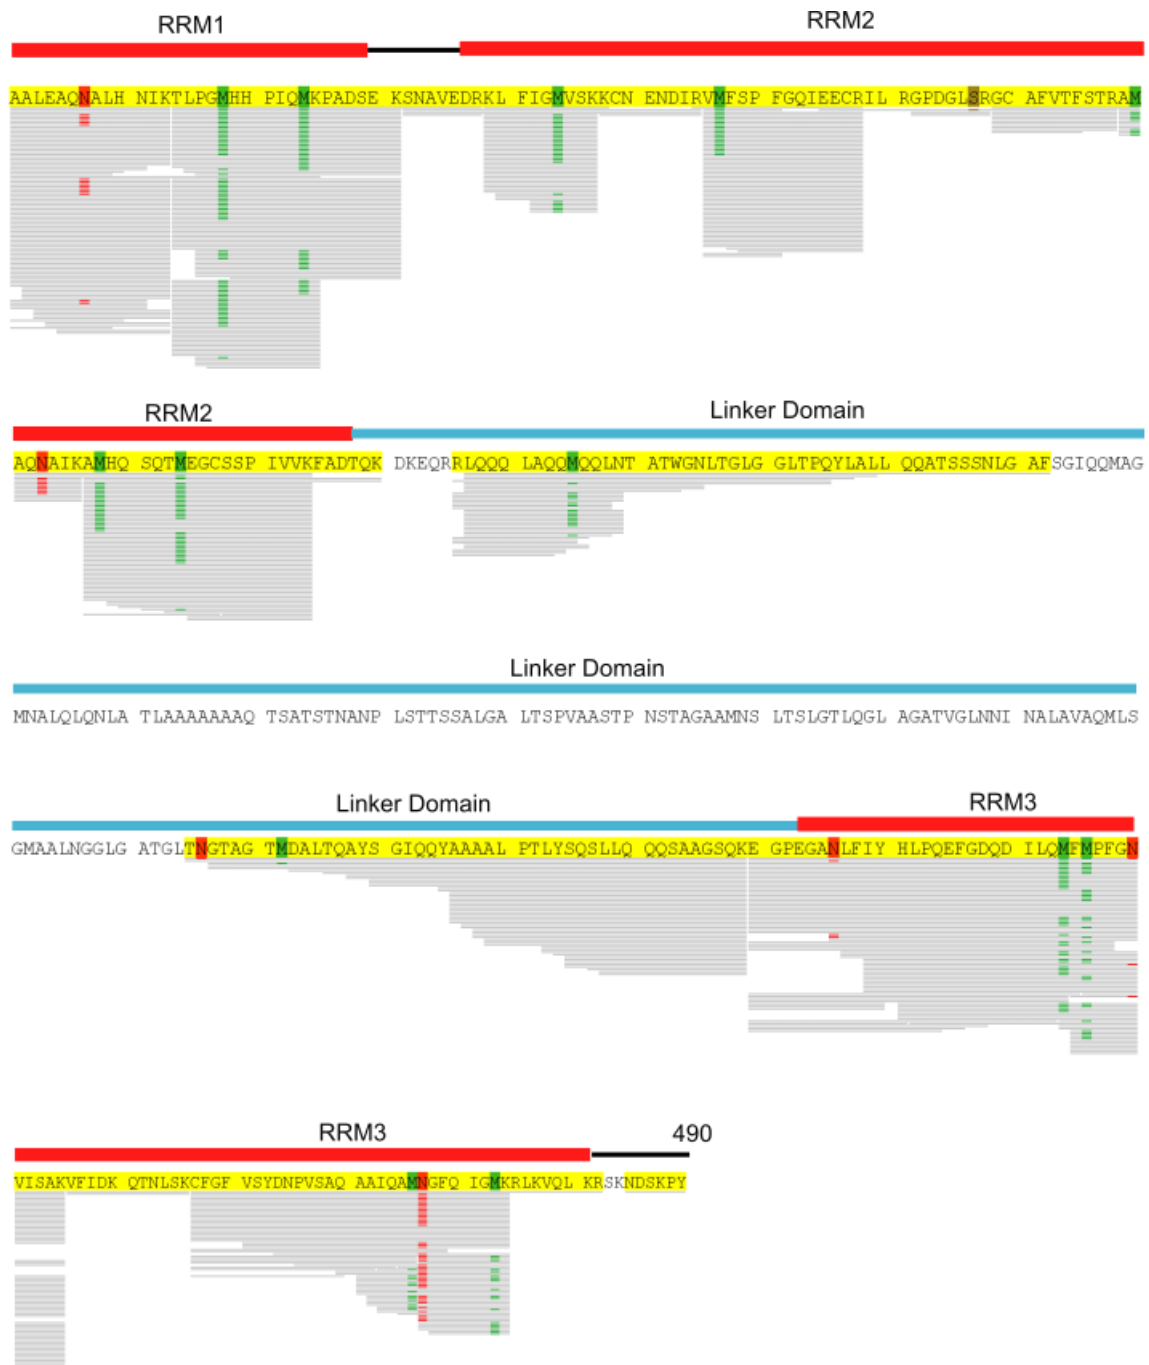 RRM1 RRM2
AALEAQNALH NIKTLPGMHH PIQMKPADSE KSNAVEDRKL FIGMVSKKCN ENDIRVMFSP FGQIEECRIL RGPDGLSRGC AFVTFSTRAM
RRM2 Linker Domain
AQNAIKAMHQ SQTMEGCSSP IVVKFADTQK DKEQRRLQQQ LAQQMQQLNT ATWGNLTGLG GLTPQYLALL QQATSSSNLG AFSGIQQMAG
Linker Domain
MNALQLQNLA TLAAAAAAAQ TSATSTNANP LSTTSSALGA LTSPVAASTP NSTAGAAMNS LTSLGTLQGL AGATVGLNNI NALAVAQMLS
Linker Domain RRM3
GMAALNGGLG ATGLTNGTAG TMDALTQAYS GIQQYAAAAL PTLYSQSLLQ QQSAAGSQKE GPEGANLFIY HLPQEFGDQD ILQMFMPFGN
RRM3 490
VISAKVFIDK QTNLSKCFGF VSYDNPVSAQ AAIQAMNGFQ IGMKRLKVQL KRSKNDSKPY